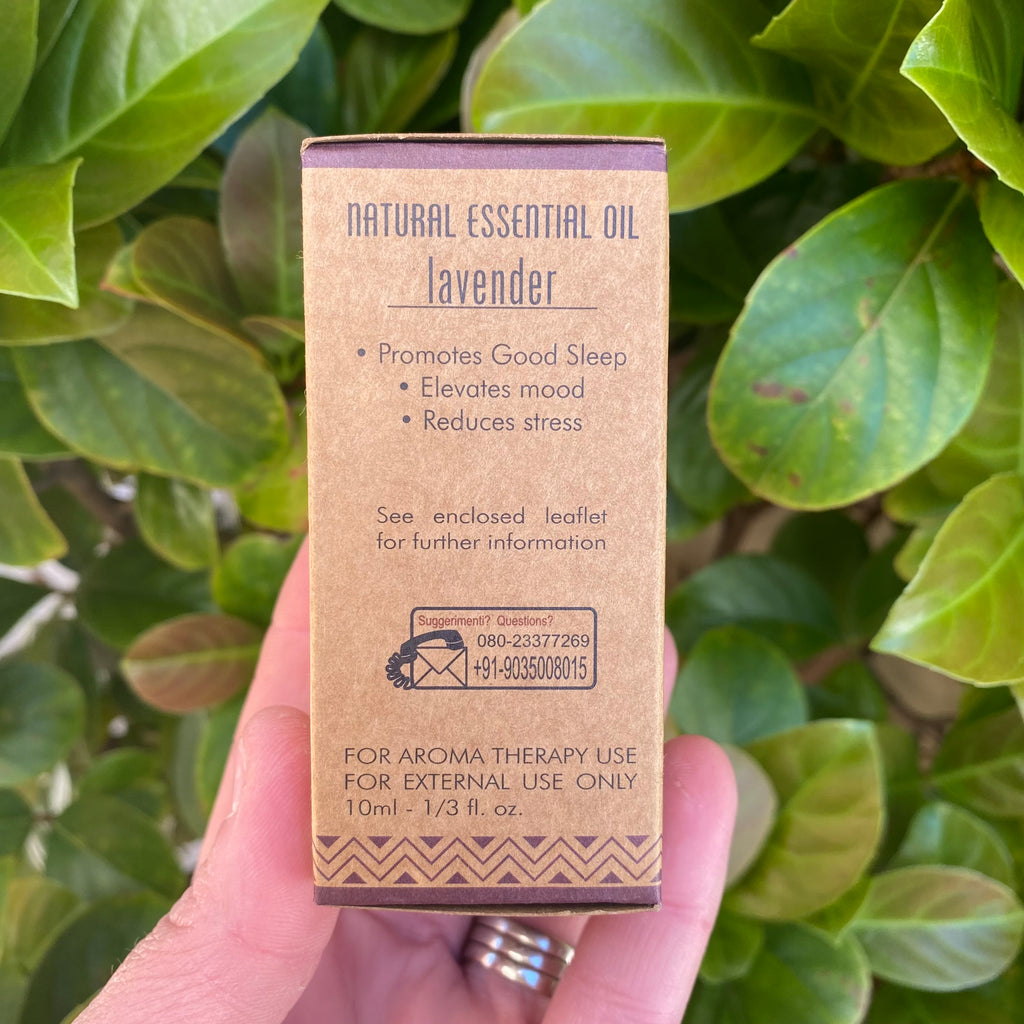 NATURAL ESSENTIAL OIL
lavender
• Promotes Good Sleep
• Elevates mood
• Reduces stress
See enclosed leaflet
for further information
Suggerimenti? Questions?
080-23377269
+91-9035008015
FOR AROMA THERAPY USE
FOR EXTERNAL USE ONLY
10ml - 1/3 fl. oz.